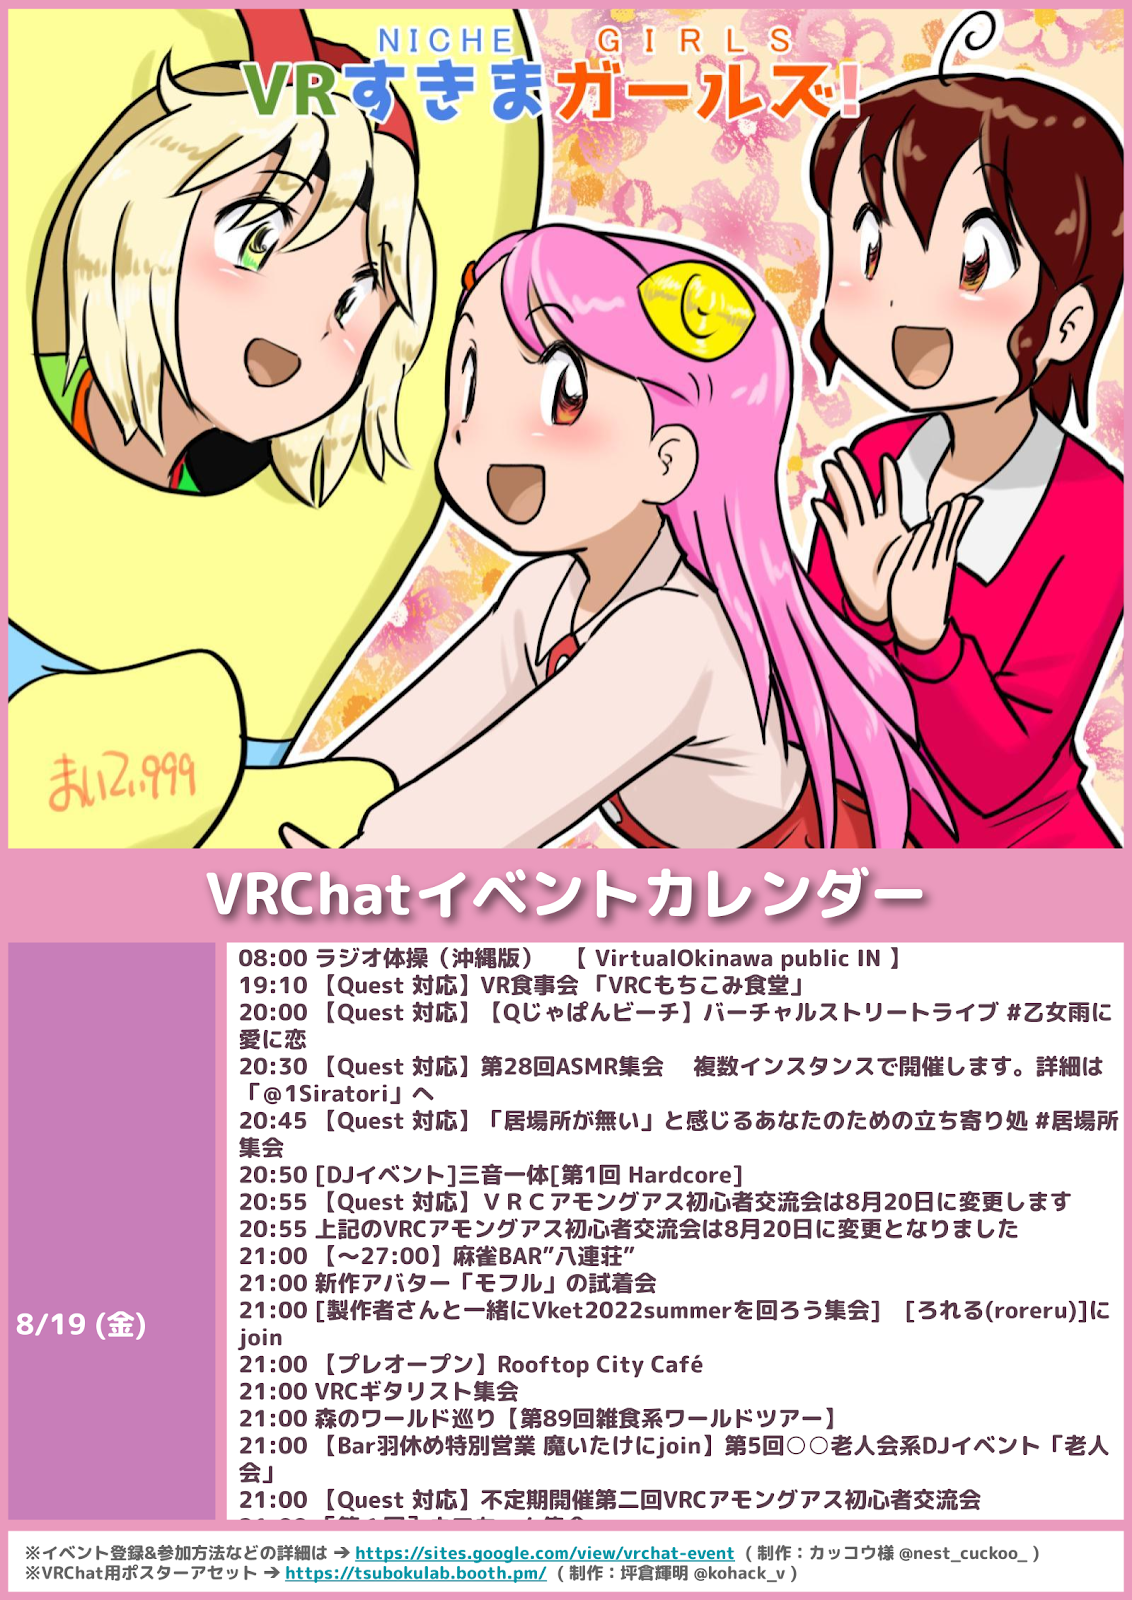 NICHE GIRLS
VRすきまガールズ!
まいてぃ999
VRChatイベントカレンダー
8/19 (金)
08:00 ラジオ体操（沖縄版） 【 VirtualOkinawa public IN 】
19:10 【Quest 対応】VR食事会 「VRCもちこみ食堂」
20:00 【Quest 対応】【Qじゃぱんビーチ】バーチャルストリートライブ #乙女雨に
愛に恋
20:30 【Quest 対応】第28回ASMR集会 複数インスタンスで開催します。詳細は
「@1Siratori」へ
20:45 【Quest 対応】「居場所が無い」と感じるあなたのための立ち寄り処 #居場所
集会
20:50 [DJイベント]三音一体[第1回 Hardcore]
20:55 【Quest 対応】ＶＲＣアモングアス初心者交流会は8月20日に変更します
20:55 上記のVRCアモングアス初心者交流会は8月20日に変更となりました
21:00 【～27:00】麻雀BAR”八連荘”
21:00 新作アバター「モフル」の試着会
21:00 [製作者さんと一緒にVket2022summerを回ろう集会] [ろれる(roreru)]に
join
21:00 【プレオープン】Rooftop City Café
21:00 VRCギタリスト集会
21:00 森のワールド巡り【第89回雑食系ワールドツアー】
21:00 【Bar羽休め特別営業 魔いたけにjoin】第5回○○老人会系DJイベント「老人
会」
21:00 【Quest 対応】不定期開催第二回VRCアモングアス初心者交流会
※イベント登録&参加方法などの詳細は ➔ https://sites.google.com/view/vrchat-event ( 制作：カッコウ様 @nest_cuckoo_ )
※VRChat用ポスターアセット ➔ https://tsubokulab.booth.pm/ ( 制作：坪倉輝明 @kohack_v )